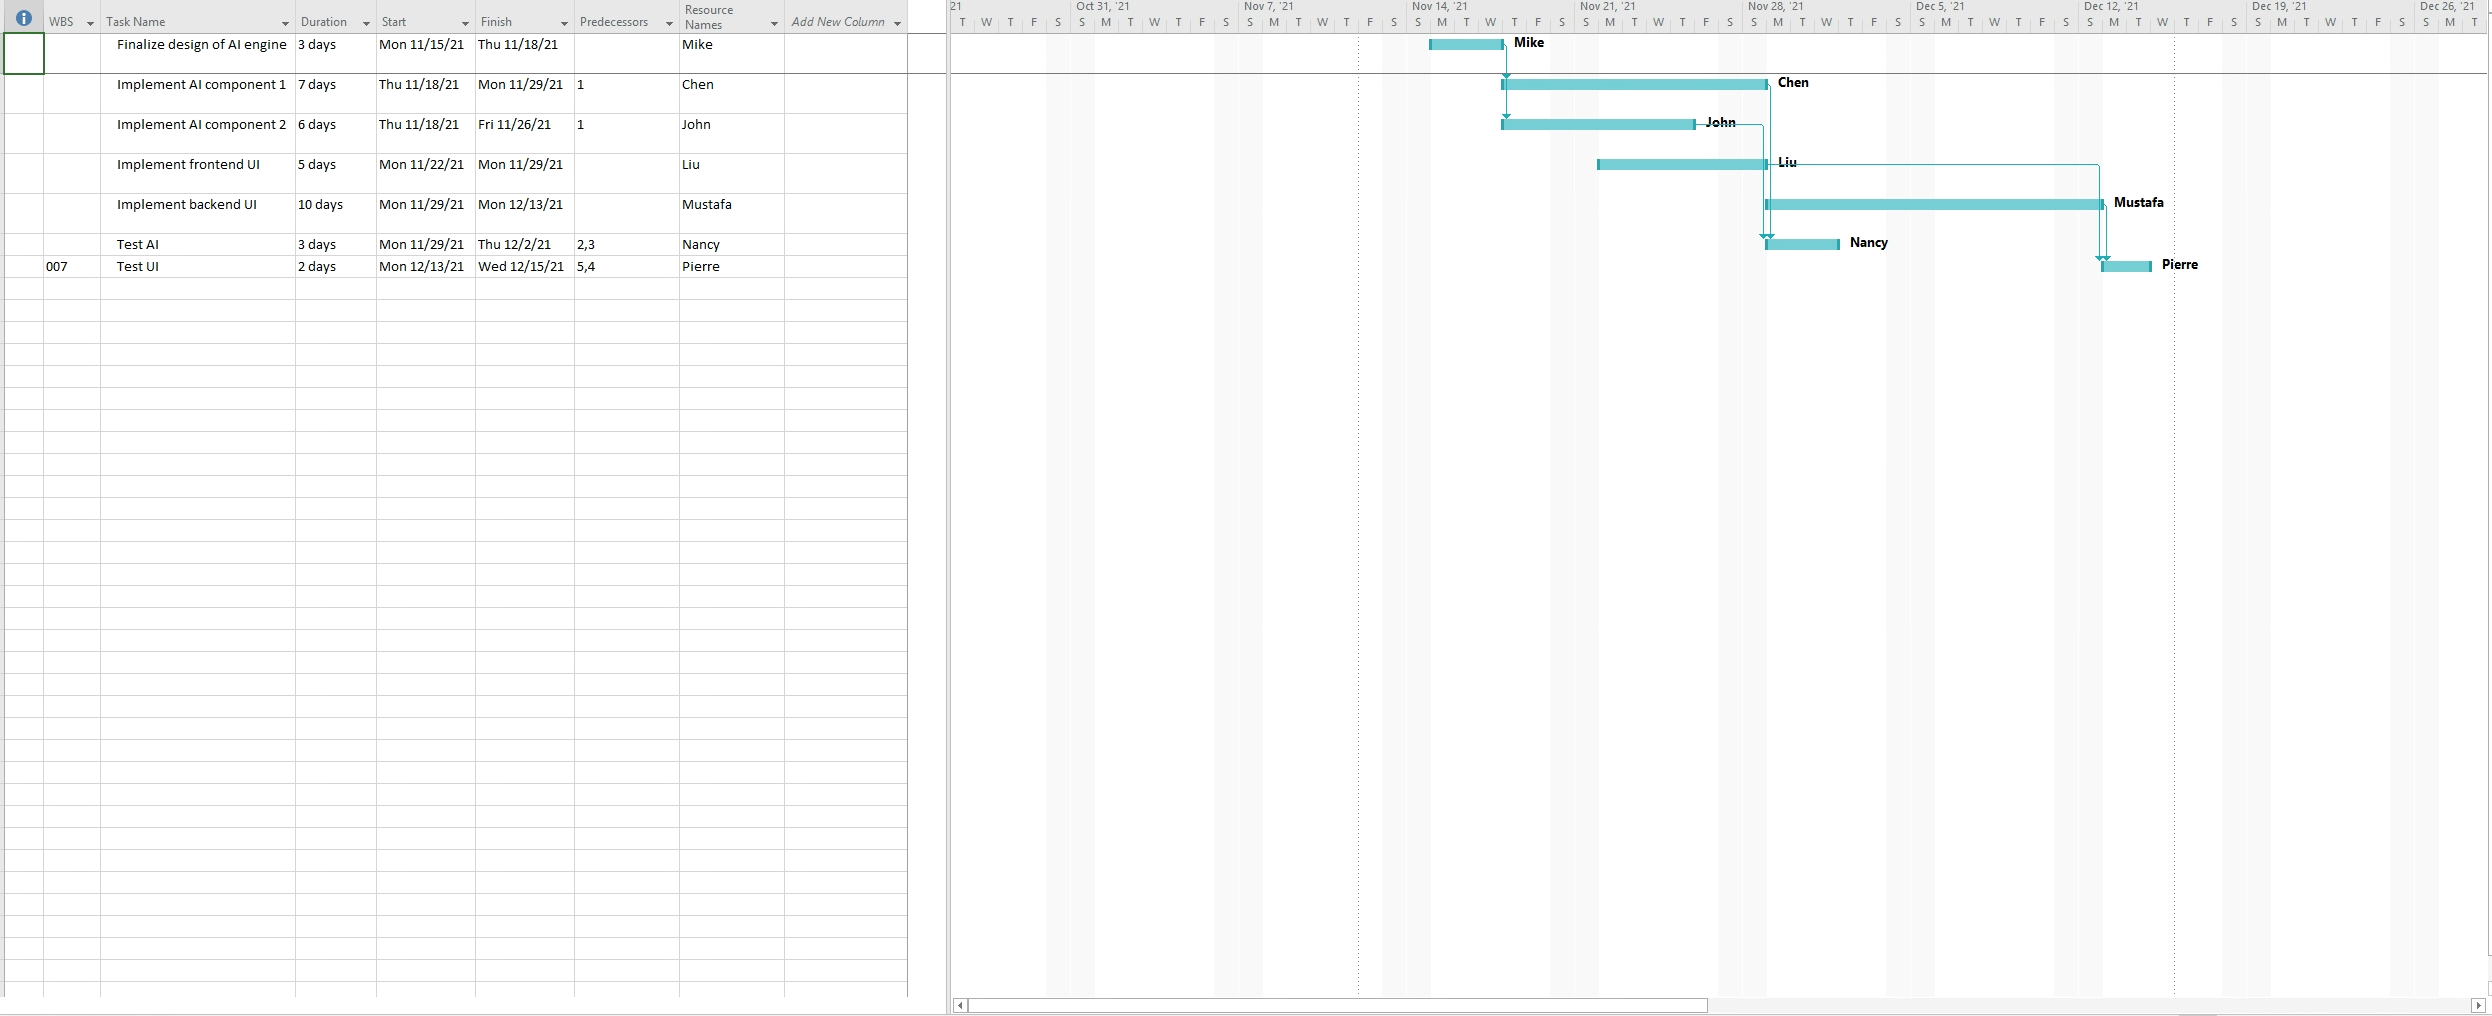 WBS Task Name Duration Start Finish Predecessors Resource Names Add New Column
Finalize design of AI engine 3 days Mon 11/15/21 Thu 11/18/21 Mike
Implement AI component 1 7 days Thu 11/18/21 Mon 11/29/21 1 Chen
Implement AI component 2 6 days Thu 11/18/21 Fri 11/26/21 1 John
Implement frontend UI 5 days Mon 11/22/21 Mon 11/29/21 Liu
Implement backend UI 10 days Mon 11/29/21 Mon 12/13/21 Mustafa
Test AI 3 days Mon 11/29/21 Thu 12/2/21 2,3 Nancy
007 Test UI 2 days Mon 12/13/21 Wed 12/15/21 5,4 Pierre
21 Oct 31, '21 Nov 7, '21 Nov 14, '21 Nov 21, '21 Nov 28, '21 Dec 5, '21 Dec 12, '21 Dec 19, '21 Dec 26, '21
T W T F S S M T W T F S S M T W T F S S M T W T F S S M T W T F S S M T W T F S S M T W T F S S M T W T F S S M T W T F S S M T
Mike
Chen
John
Liu
Mustafa
Nancy
Pierre